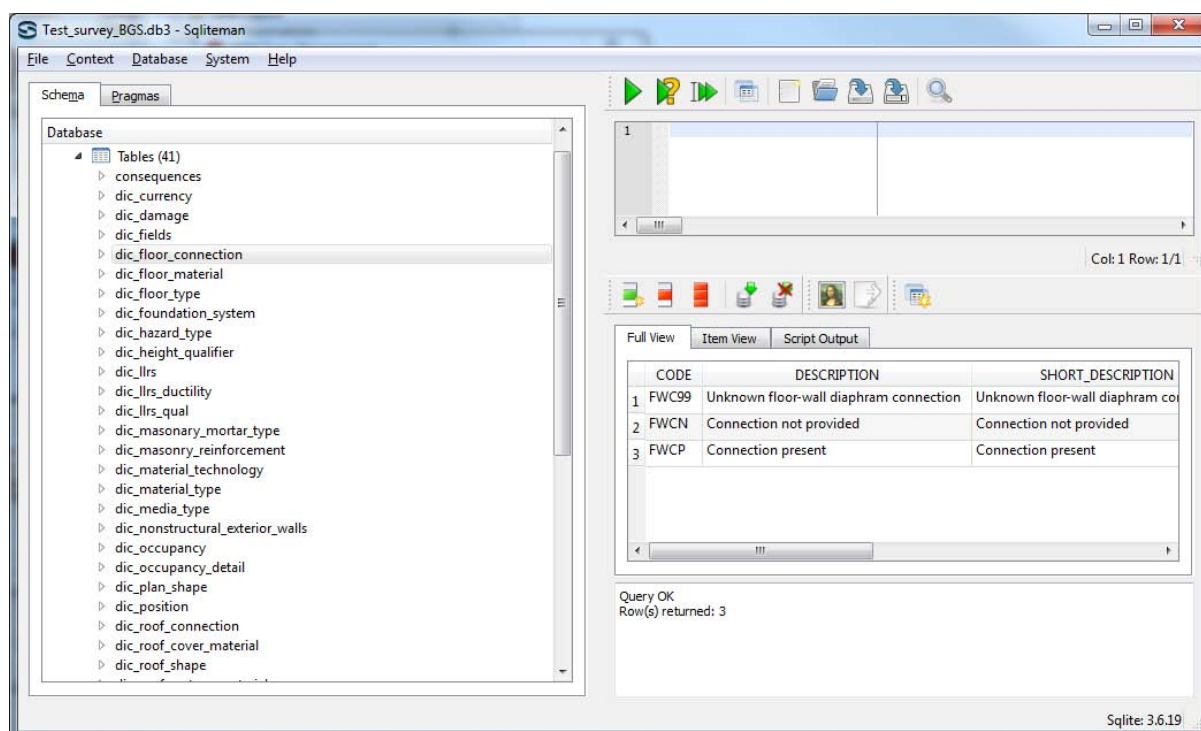 Test_survey_BGS.db3 - Sqliteman
File Context Database System Help
Schema Pragmas
Database
Tables (41)
consequences
dic_currency
dic_damage
dic_fields
dic_floor_connection
dic_floor_material
dic_floor_type
dic_foundation_system
dic_hazard_type
dic_height_qualifier
dic_llrs
dic_llrs_ductility
dic_llrs_qual
dic_masonary_mortar_type
dic_masonry_reinforcement
dic_material_technology
dic_material_type
dic_media_type
dic_nonstructural_exterior_walls
dic_occupancy
dic_occupancy_detail
dic_plan_shape
dic_position
dic_roof_connection
dic_roof_cover_material
dic_roof_shape
1
Col: 1 Row: 1/1
Full View Item View Script Output
CODE DESCRIPTION SHORT_DESCRIPTION
1 FWC99 Unknown floor-wall diaphram connection Unknown floor-wall diaphram
2 FWCN Connection not provided Connection not provided
3 FWCP Connection present Connection present
Query OK
Row(s) returned: 3
Sqlite: 3.6.19